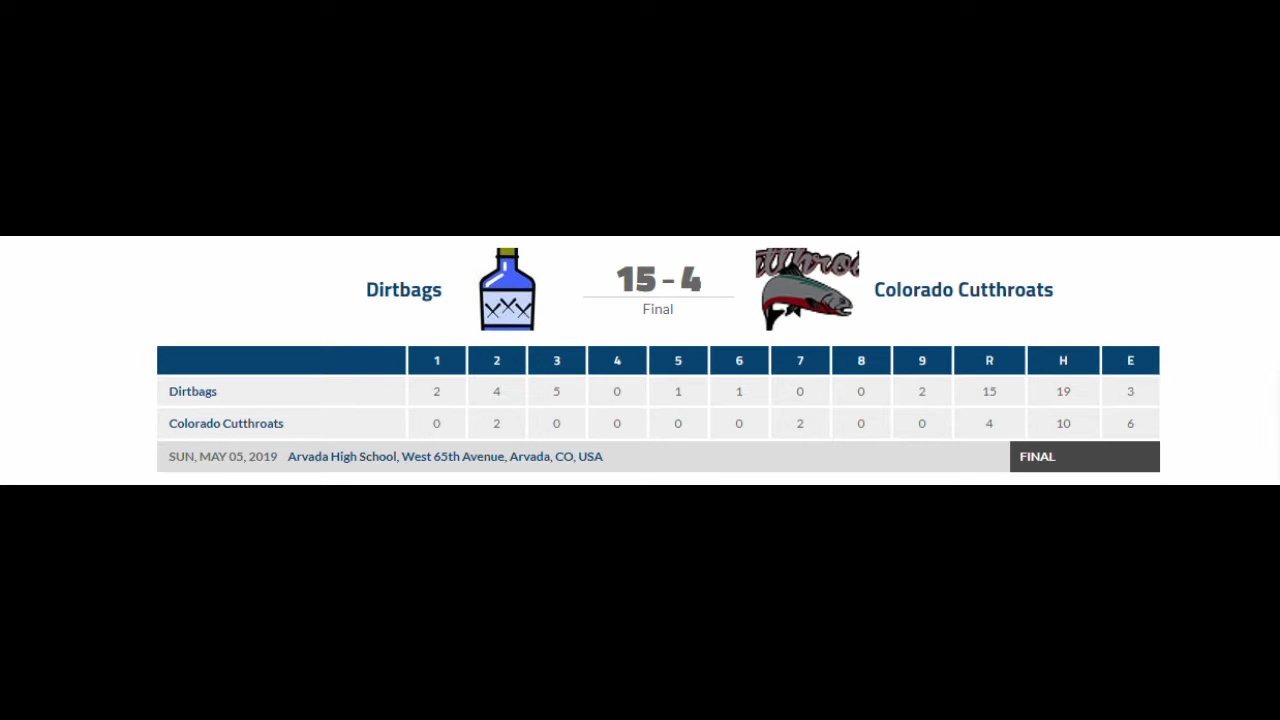 Dirtbags
15 - 4
Final
Colorado Cutthroats
1 2 3 4 5 6 7 8 9 R H E
Dirtbags 2 4 5 0 1 1 0 0 2 15 19 3
Colorado Cutthroats 0 2 0 0 0 0 2 0 0 4 10 6
SUN, MAY 05, 2019 Arvada High School, West 65th Avenue, Arvada, CO, USA FINAL